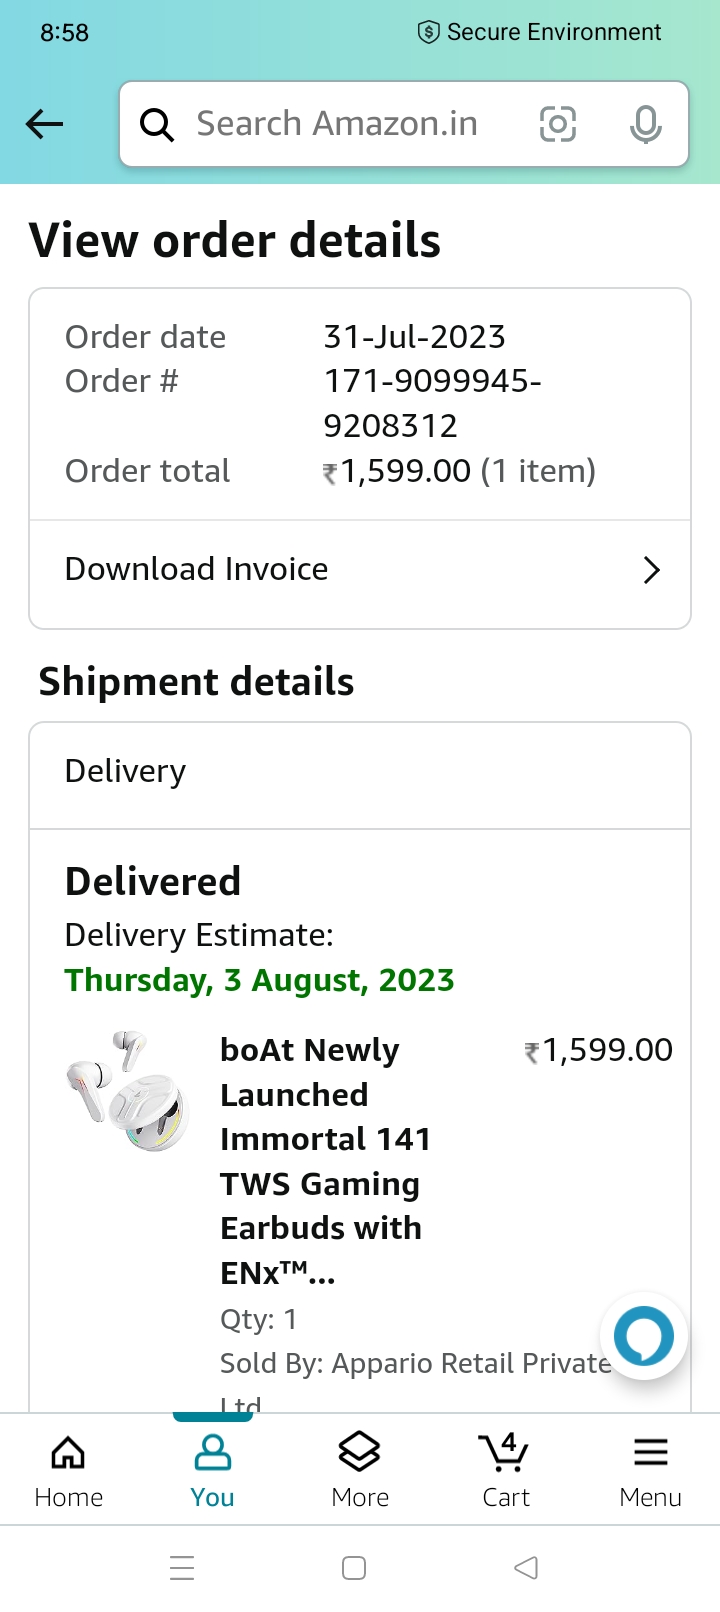 8:58
Secure Environment
Search Amazon.in
View order details
Order date 31-Jul-2023
Order # 171-9099945-
9208312
Order total ₹1,599.00 (1 item)
Download Invoice
Shipment details
Delivery
Delivered
Delivery Estimate:
Thursday, 3 August, 2023
boAt Newly ₹1,599.00
Launched
Immortal 141
TWS Gaming
Earbuds with
ENx™...
Qty: 1
Sold By: Appario Retail Private
Ltd
4
Home You More Cart Menu